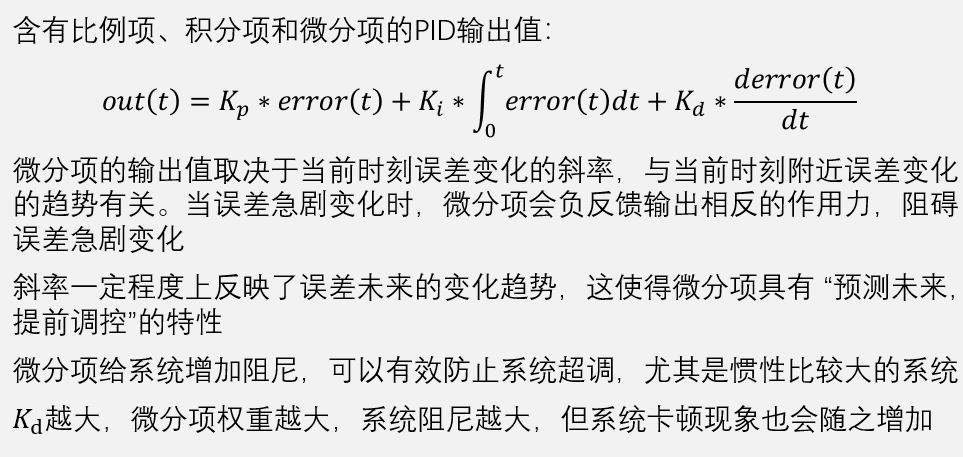 含有比例项、积分项和微分项的PID输出值：
out(t) = K_p * error(t) + K_i * ∫_0^t error(t)dt + K_d * derror(t)/dt
微分项的输出值取决于当前时刻误差变化的斜率，与当前时刻附近误差变化
的趋势有关。当误差急剧变化时，微分项会负反馈输出相反的作用力，阻碍
误差急剧变化
斜率一定程度上反映了误差未来的变化趋势，这使得微分项具有 “预测未来，
提前调控”的特性
微分项给系统增加阻尼，可以有效防止系统超调，尤其是惯性比较大的系统
K_d越大，微分项权重越大，系统阻尼越大，但系统卡顿现象也会随之增加